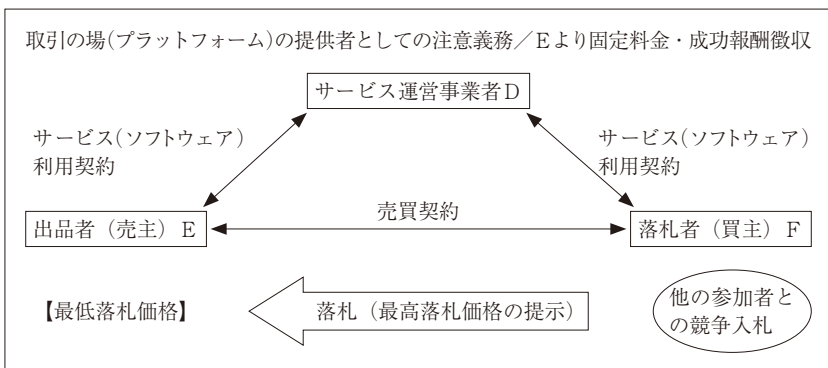 取引の場(プラットフォーム)の提供者としての注意義務／Eより固定料金・成功報酬徴収
サービス運営事業者D
サービス(ソフトウェア)
利用契約
サービス(ソフトウェア)
利用契約
売買契約
出品者（売主）E
落札者（買主）F
【最低落札価格】
落札（最高落札価格の提示）
他の参加者と
の競争入札